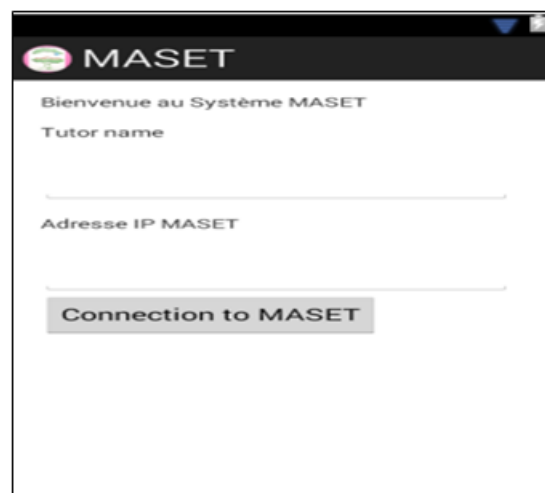 MASET
Bienvenue au Système MASET
Tutor name
Adresse IP MASET
Connection to MASET